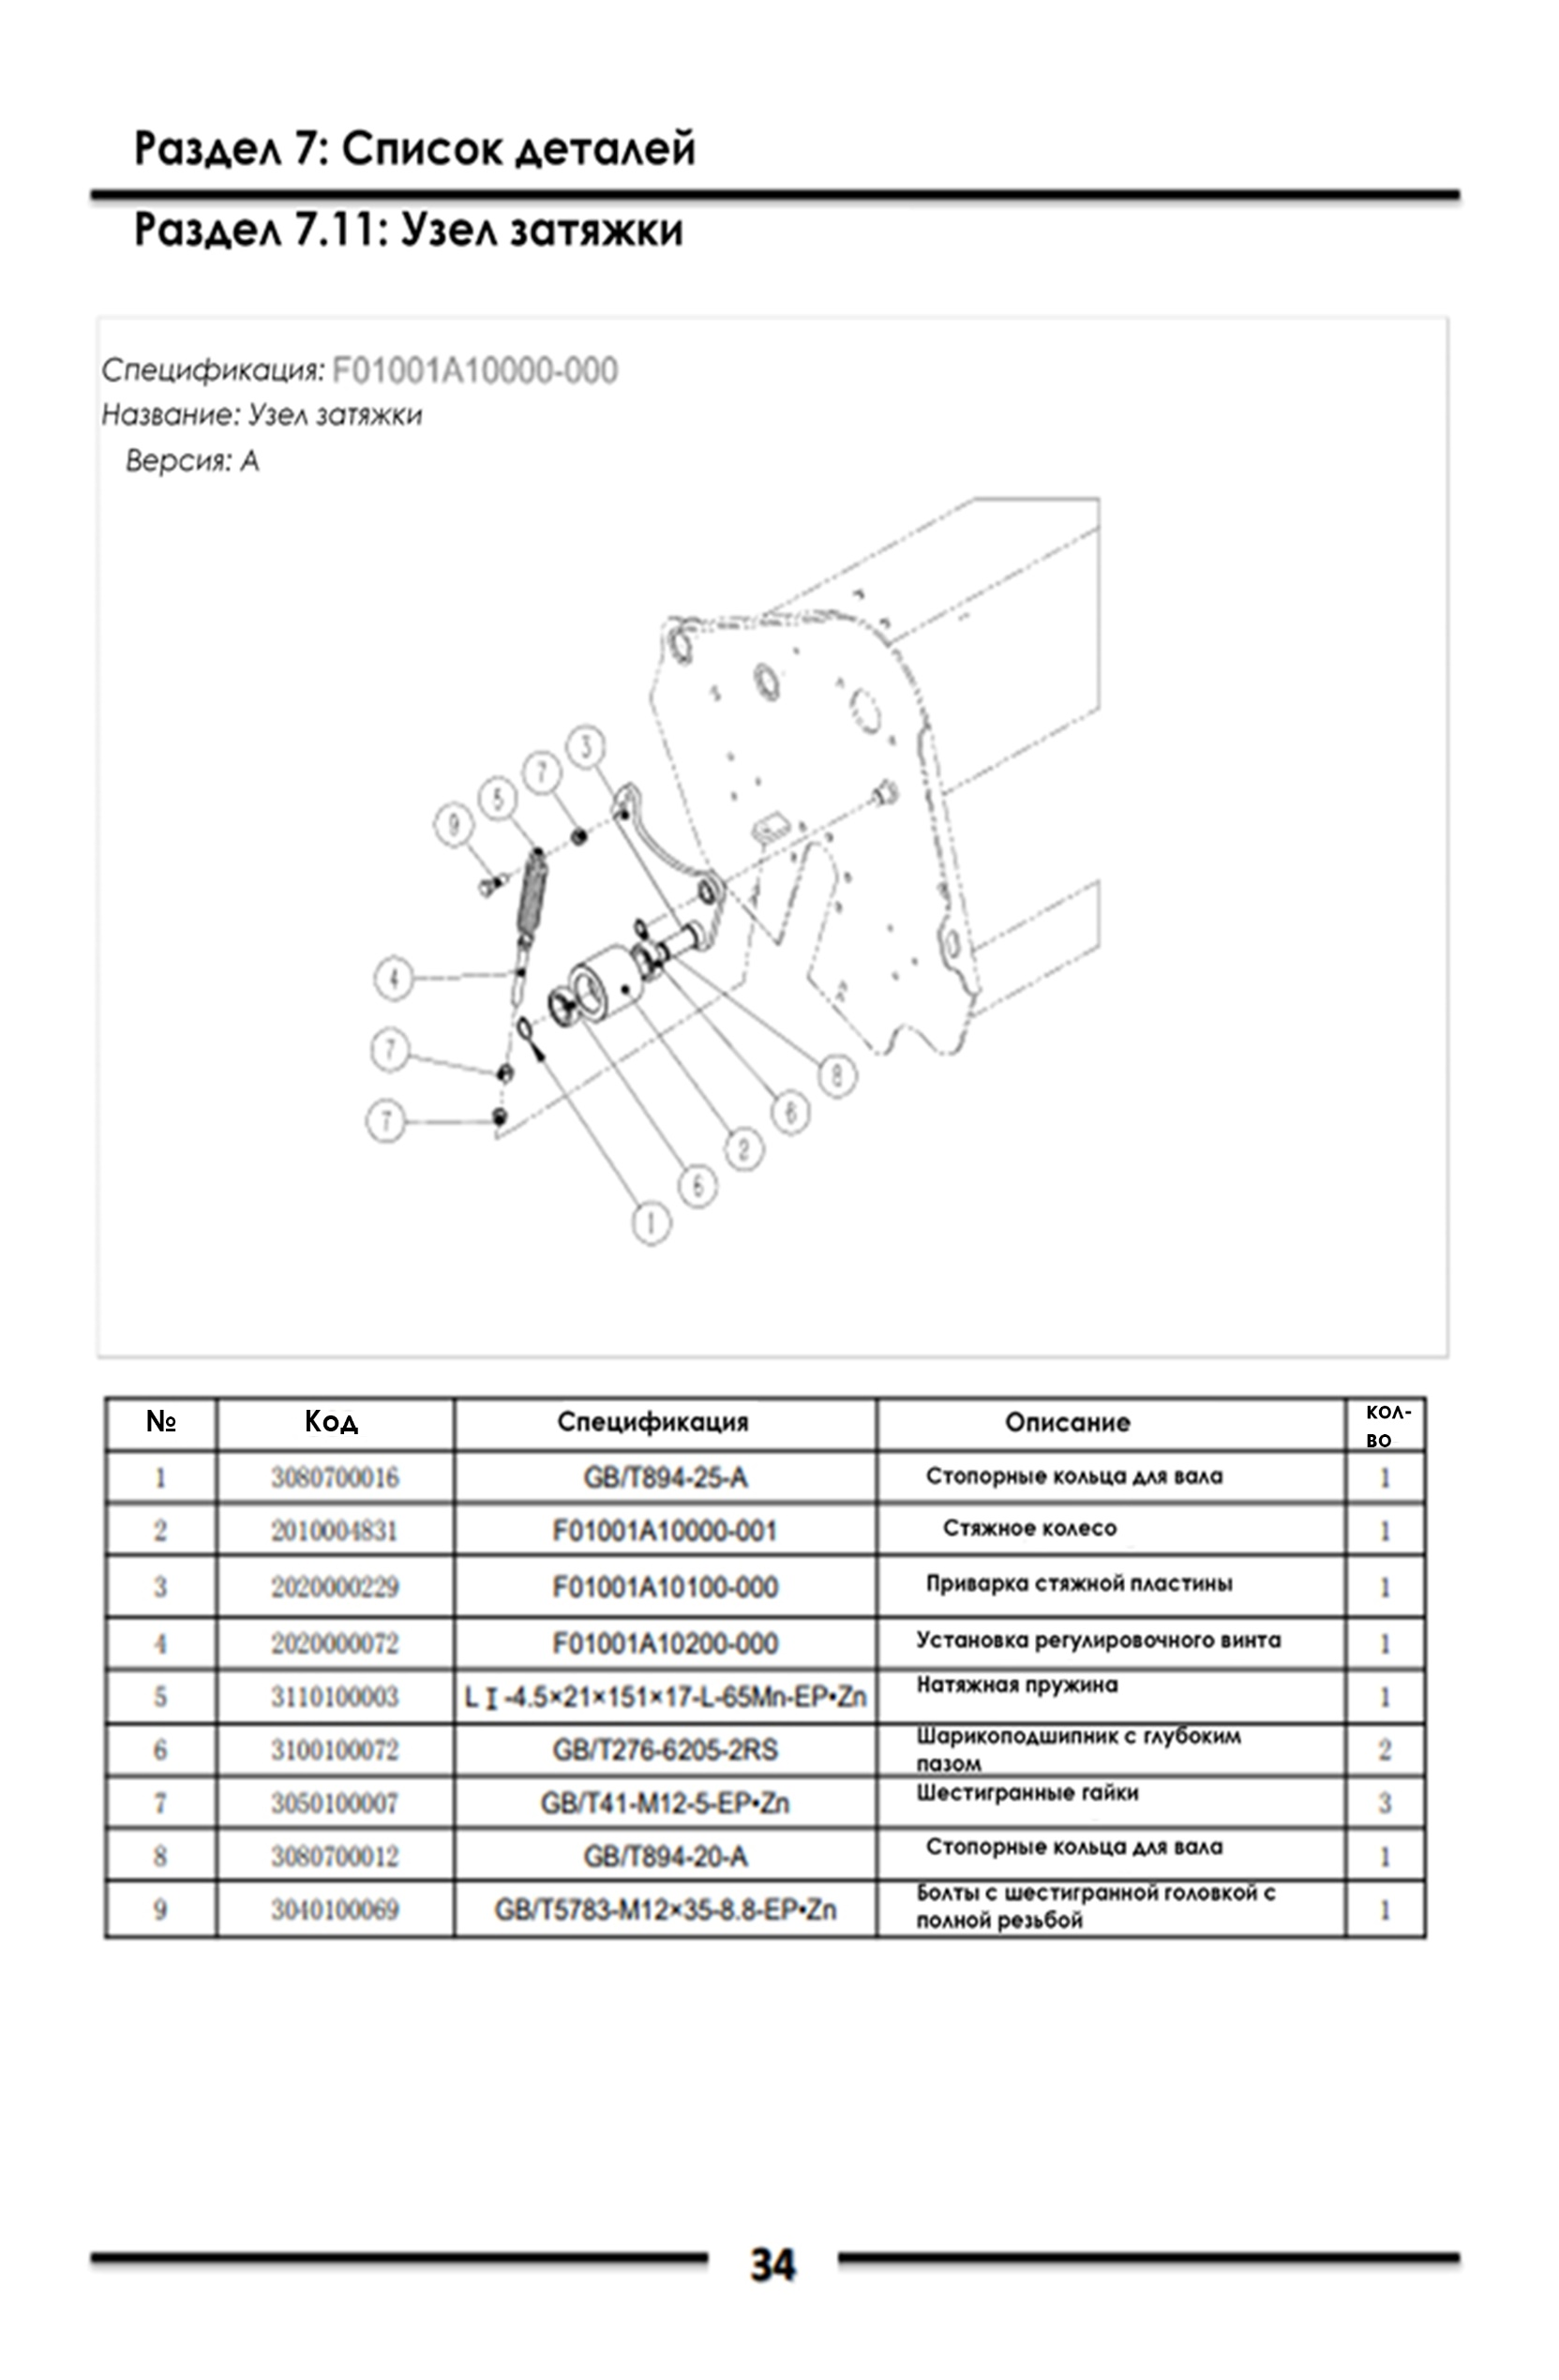 Раздел 7: Список деталей
Раздел 7.11: Узел затяжки
Спецификация: F01001A10000-000
Название: Узел затяжки
Версия: A
3
7
5
9
4
7
7
8
6
2
6
1
№ Код Спецификация Описание кол-
во
1 3080700016 GB/T894-25-A Стопорные кольца для вала 1
2 2010004831 F01001A10000-001 Стяжное колесо 1
3 2020000229 F01001A10100-000 Приварка стяжной пластины 1
4 2020000072 F01001A10200-000 Установка регулировочного винта 1
5 3110100003 L I -4.5×21×151×17-L-65Mn-EP•Zn Натяжная пружина 1
6 3100100072 GB/T276-6205-2RS Шарикоподшипник с глубоким 2
пазом
7 3050100007 GB/T41-M12-5-EP•Zn Шестигранные гайки 3
8 3080700012 GB/T894-20-A Стопорные кольца для вала 1
9 3040100069 GB/T5783-M12×35-8.8-EP•Zn Болты с шестигранной головкой с 1
полной резьбой
34